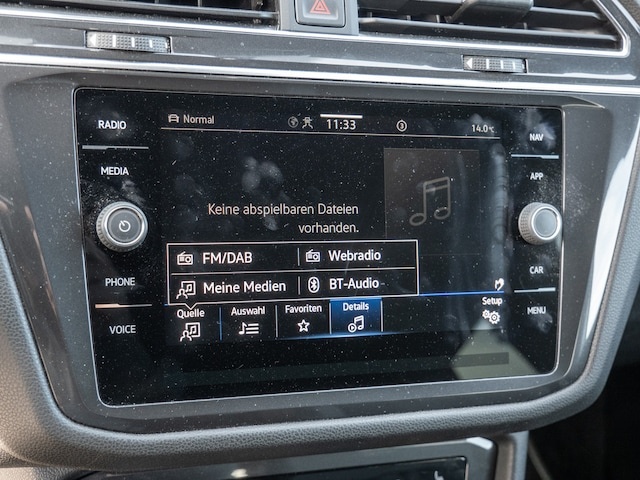 RADIO
MEDIA
PHONE
VOICE
Normal
11:33
3
14.0°C
Keine abspielbaren Dateien
vorhanden.
FM/DAB
Webradio
Meine Medien
BT-Audio
Quelle
Auswahl
Favoriten
Details
Setup
NAV
APP
CAR
MENU